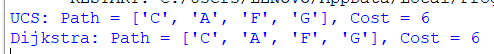 UCS: Path = ['C', 'A', 'F', 'G'], Cost = 6
Dijkstra: Path = ['C', 'A', 'F', 'G'], Cost = 6